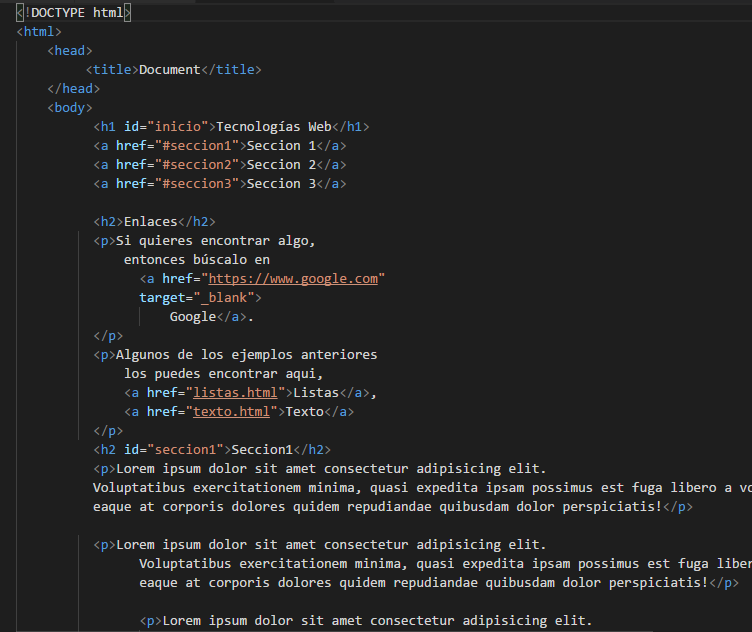 <!DOCTYPE html>
<html>
<head>
<title>Document</title>
</head>
<body>
<h1 id="inicio">Tecnologías Web</h1>
<a href="#seccion1">Seccion 1</a>
<a href="#seccion2">Seccion 2</a>
<a href="#seccion3">Seccion 3</a>
<h2>Enlaces</h2>
<p>Si quieres encontrar algo,
entonces búscalo en
<a href="https://www.google.com"
target="_blank">
Google</a>.
</p>
<p>Algunos de los ejemplos anteriores
los puedes encontrar aqui,
<a href="listas.html">Listas</a>,
<a href="texto.html">Texto</a>
</p>
<h2 id="seccion1">Seccion1</h2>
<p>Lorem ipsum dolor sit amet consectetur adipisicing elit.
Voluptatibus exercitationem minima, quasi expedita ipsam possimus est fuga libero a
eaque at corporis dolores quidem repudiandae quibusdam dolor perspiciatis!</p>
<p>Lorem ipsum dolor sit amet consectetur adipisicing elit.
Voluptatibus exercitationem minima, quasi expedita ipsam possimus est fuga
eaque at corporis dolores quidem repudiandae quibusdam dolor perspiciatis!</p>
<p>Lorem ipsum dolor sit amet consectetur adipisicing elit.